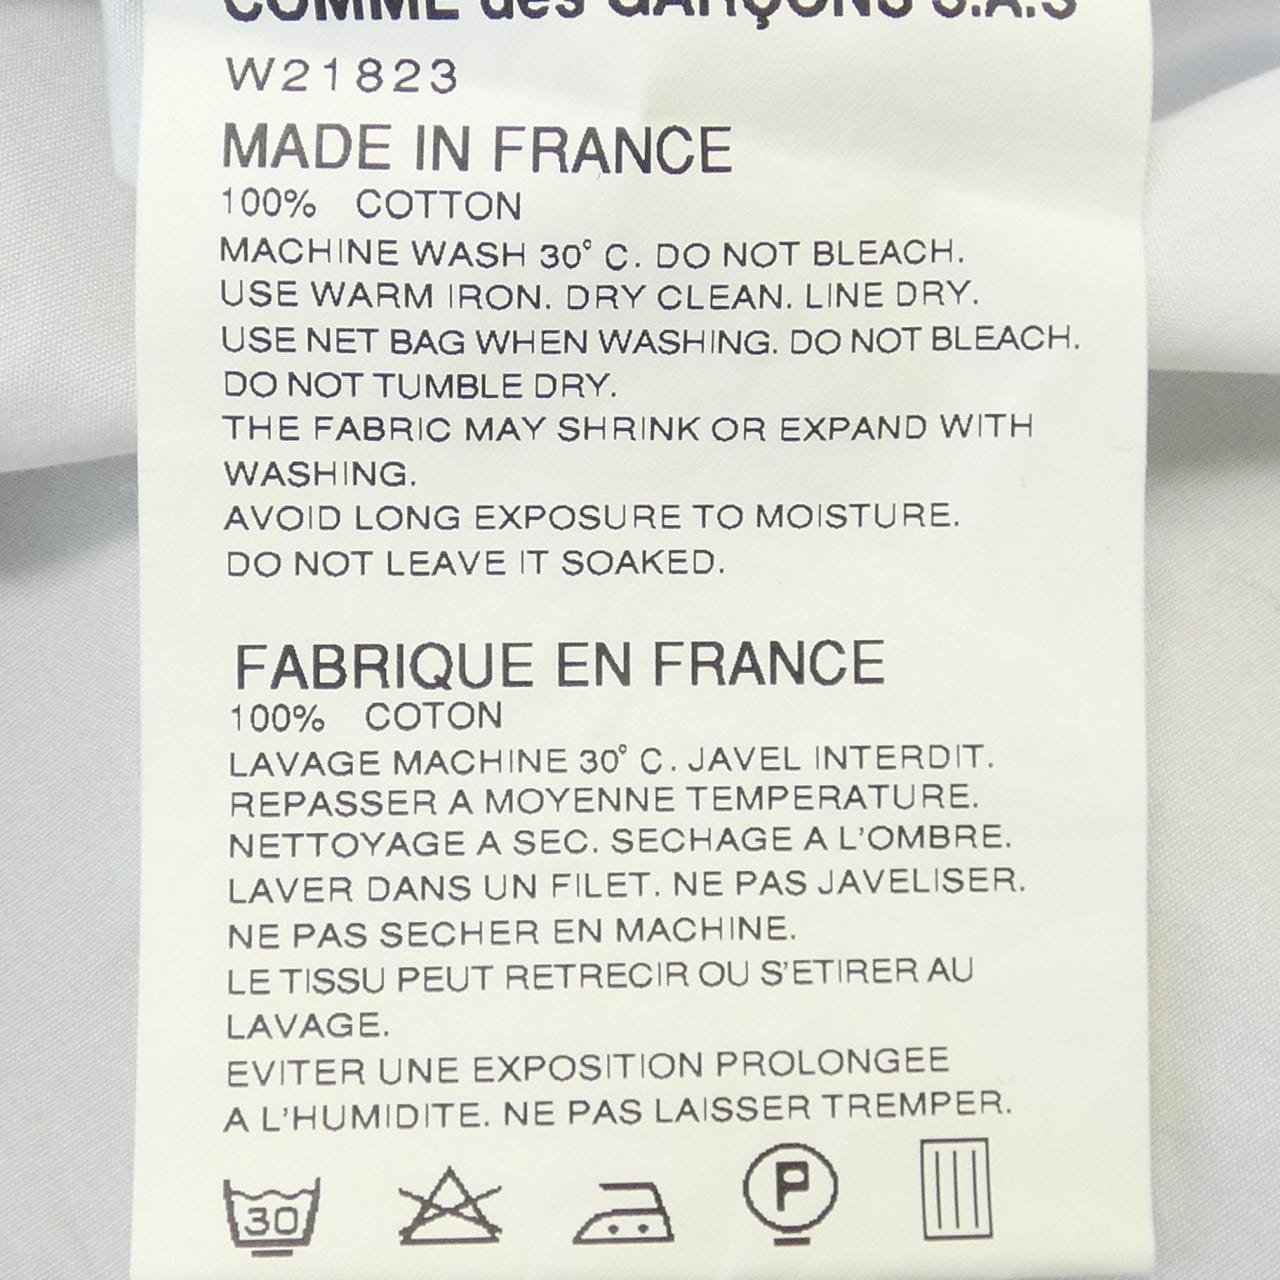 COMME des GARÇONS S.A.S
W21823
MADE IN FRANCE
100% COTTON
MACHINE WASH 30° C. DO NOT BLEACH.
USE WARM IRON. DRY CLEAN. LINE DRY.
USE NET BAG WHEN WASHING. DO NOT BLEACH.
DO NOT TUMBLE DRY.
THE FABRIC MAY SHRINK OR EXPAND WITH
WASHING.
AVOID LONG EXPOSURE TO MOISTURE.
DO NOT LEAVE IT SOAKED.
FABRIQUE EN FRANCE
100% COTON
LAVAGE MACHINE 30° C. JAVEL INTERDIT.
REPASSER A MOYENNE TEMPERATURE.
NETTOYAGE A SEC. SECHAGE A L'OMBRE.
LAVER DANS UN FILET. NE PAS JAVELISER.
NE PAS SECHER EN MACHINE.
LE TISSU PEUT RETRECIR OU S'ETIRER AU
LAVAGE.
EVITER UNE EXPOSITION PROLONGEE
A L'HUMIDITE. NE PAS LAISSER TREMPER.
30 P